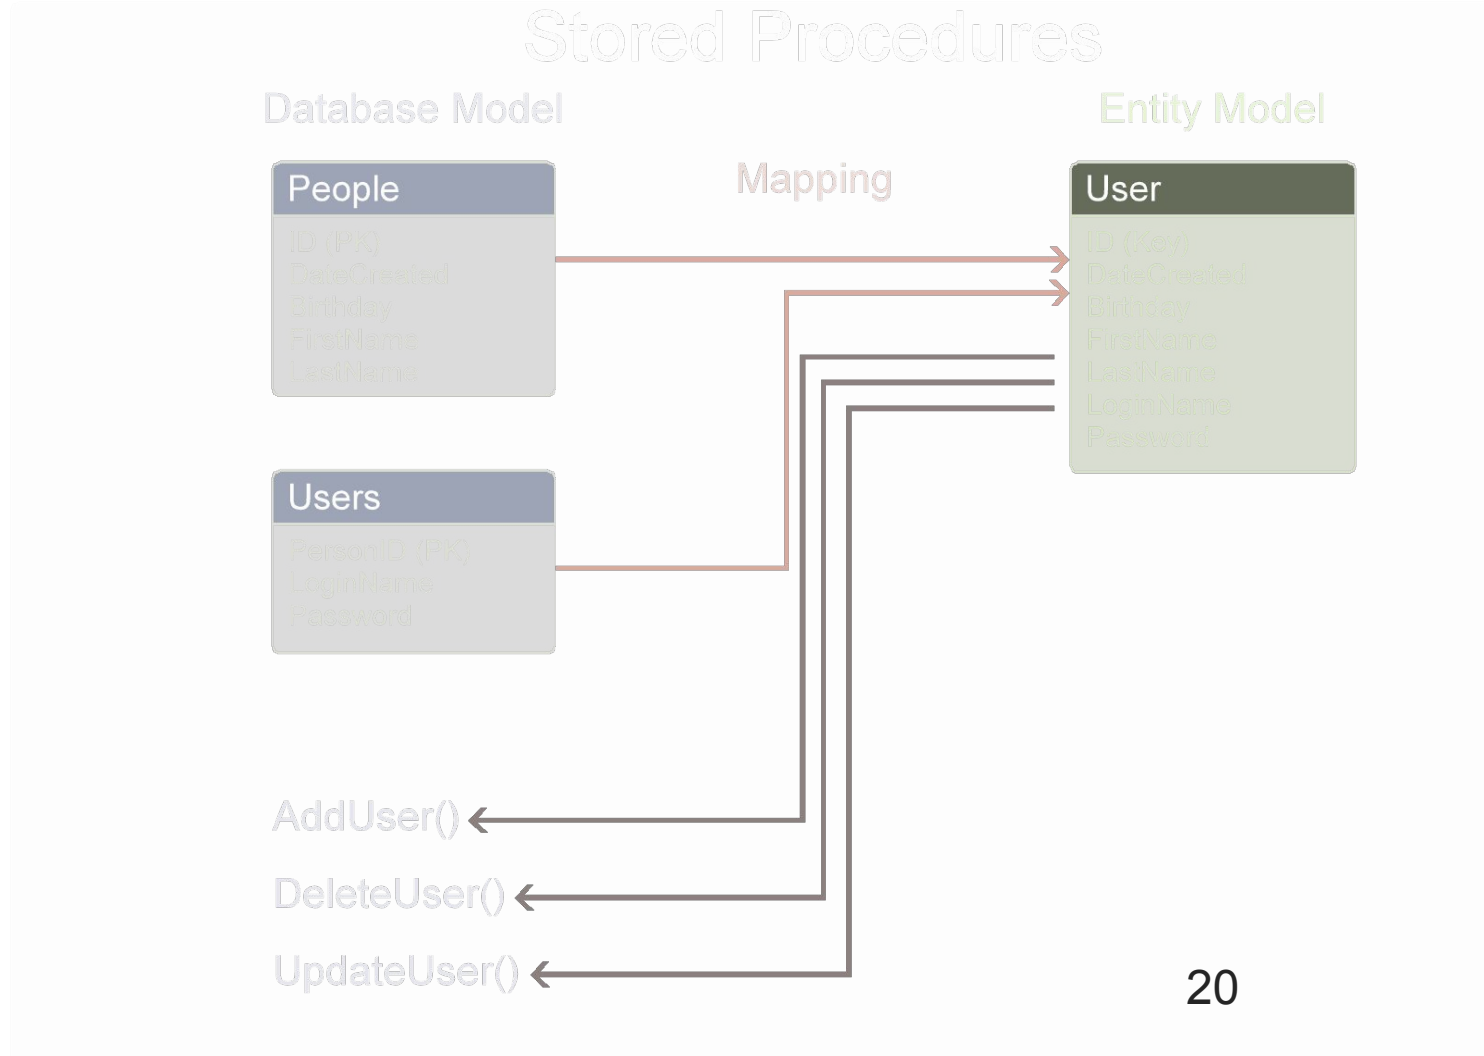 Stored Procedures
Database Model
Entity Model
Mapping
People
ID (PK)
DateCreated
Birthday
FirstName
LastName
User
ID (Key)
DateCreated
Birthday
FirstName
LastName
LoginName
Password
Users
PersonID (PK)
LoginName
Password
AddUser()
DeleteUser()
UpdateUser()
20